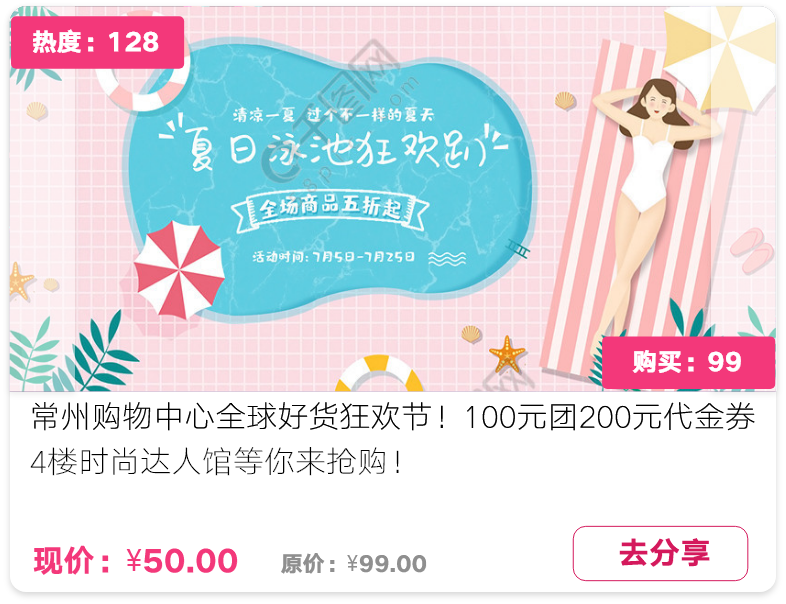 热度：128
清凉一夏 过个不一样的夏天
夏日泳池狂欢趴
全场商品五折起
活动时间：7月5日-7月25日
购买：99
常州购物中心全球好货狂欢节！100元团200元代金券
4楼时尚达人馆等你来抢购！
现价：¥50.00 原价：¥99.00
去分享